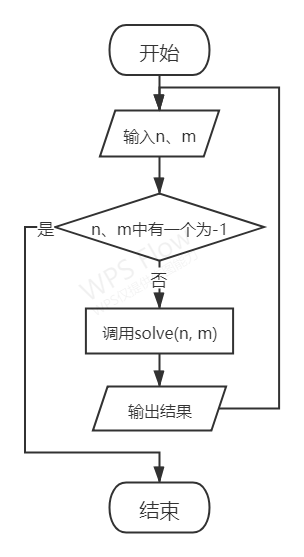 开始
输入n、m
n、m中有一个为-1
是
否
调用solve(n, m)
输出结果
结束
WPS Flow